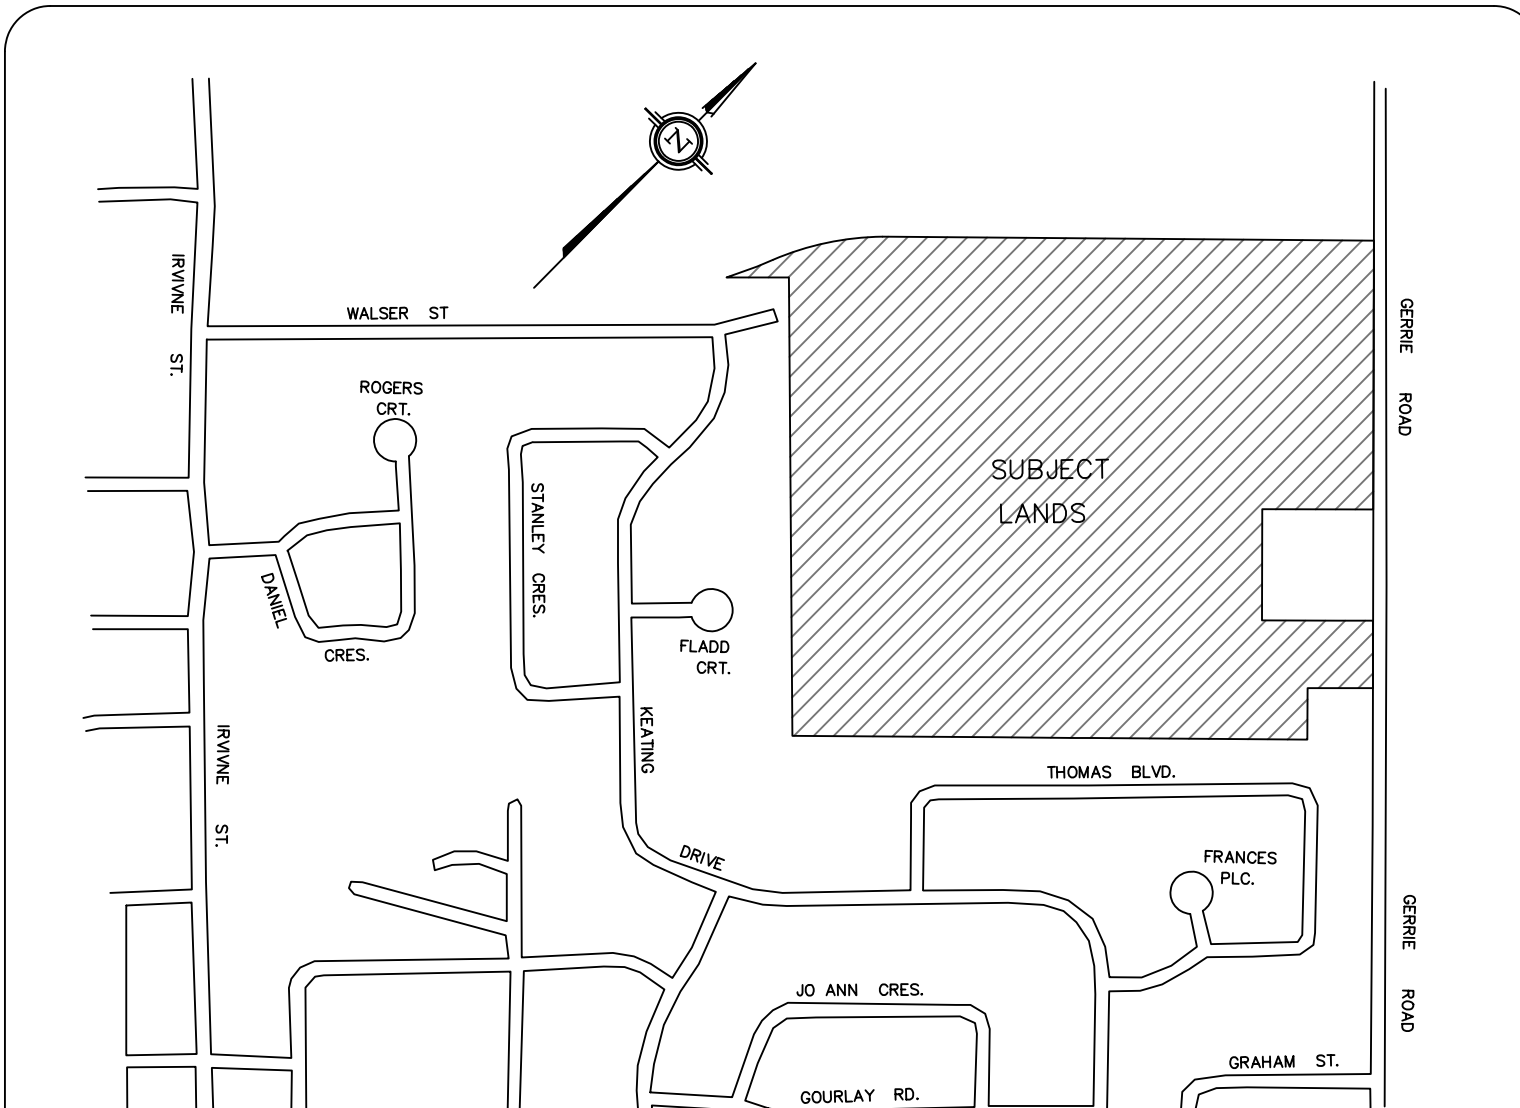 N
IRVIVNE ST.
WALSER ST
GERRIE ROAD
ROGERS
CRT.
SUBJECT
LANDS
STANLEY CRES.
DANIEL
CRES.
FLADD
CRT.
KEATING
IRVIVNE ST.
THOMAS BLVD.
DRIVE
FRANCES
PLC.
GERRIE ROAD
JO ANN CRES.
GRAHAM ST.
GOURLAY RD.